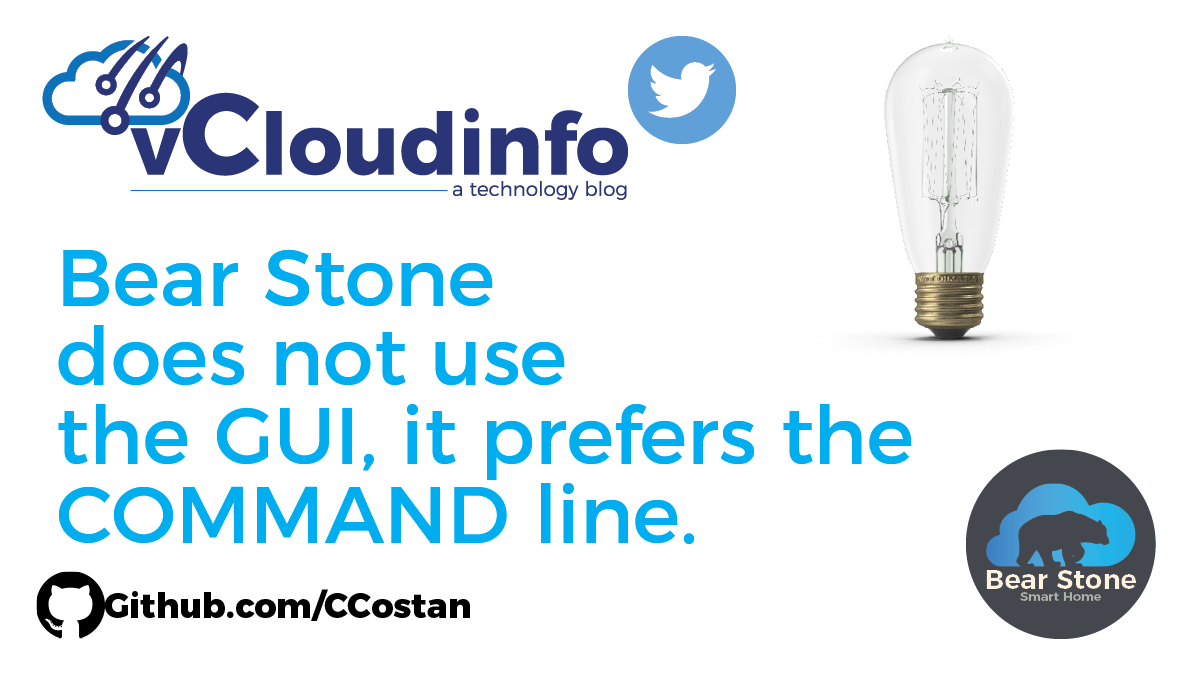 vCloudinfo
a technology blog
Bear Stone
does not use
the GUI, it prefers the
COMMAND line.
Github.com/CCostan
Bear Stone
Smart Home